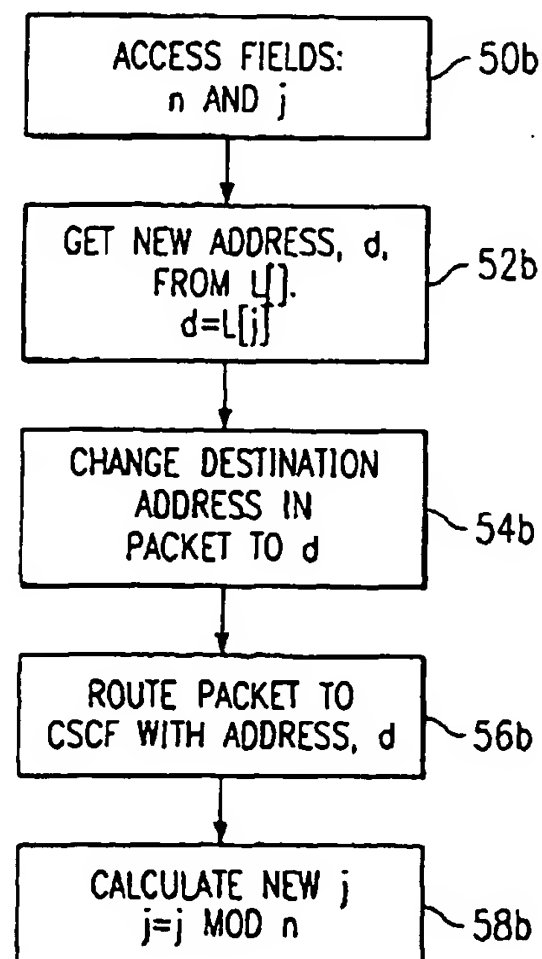 ACCESS FIELDS:
n AND j
50b
GET NEW ADDRESS, d,
FROM L[].
d=L[j]
52b
CHANGE DESTINATION
ADDRESS IN
PACKET TO d
54b
ROUTE PACKET TO
CSCF WITH ADDRESS, d
56b
CALCULATE NEW j
j=j MOD n
58b